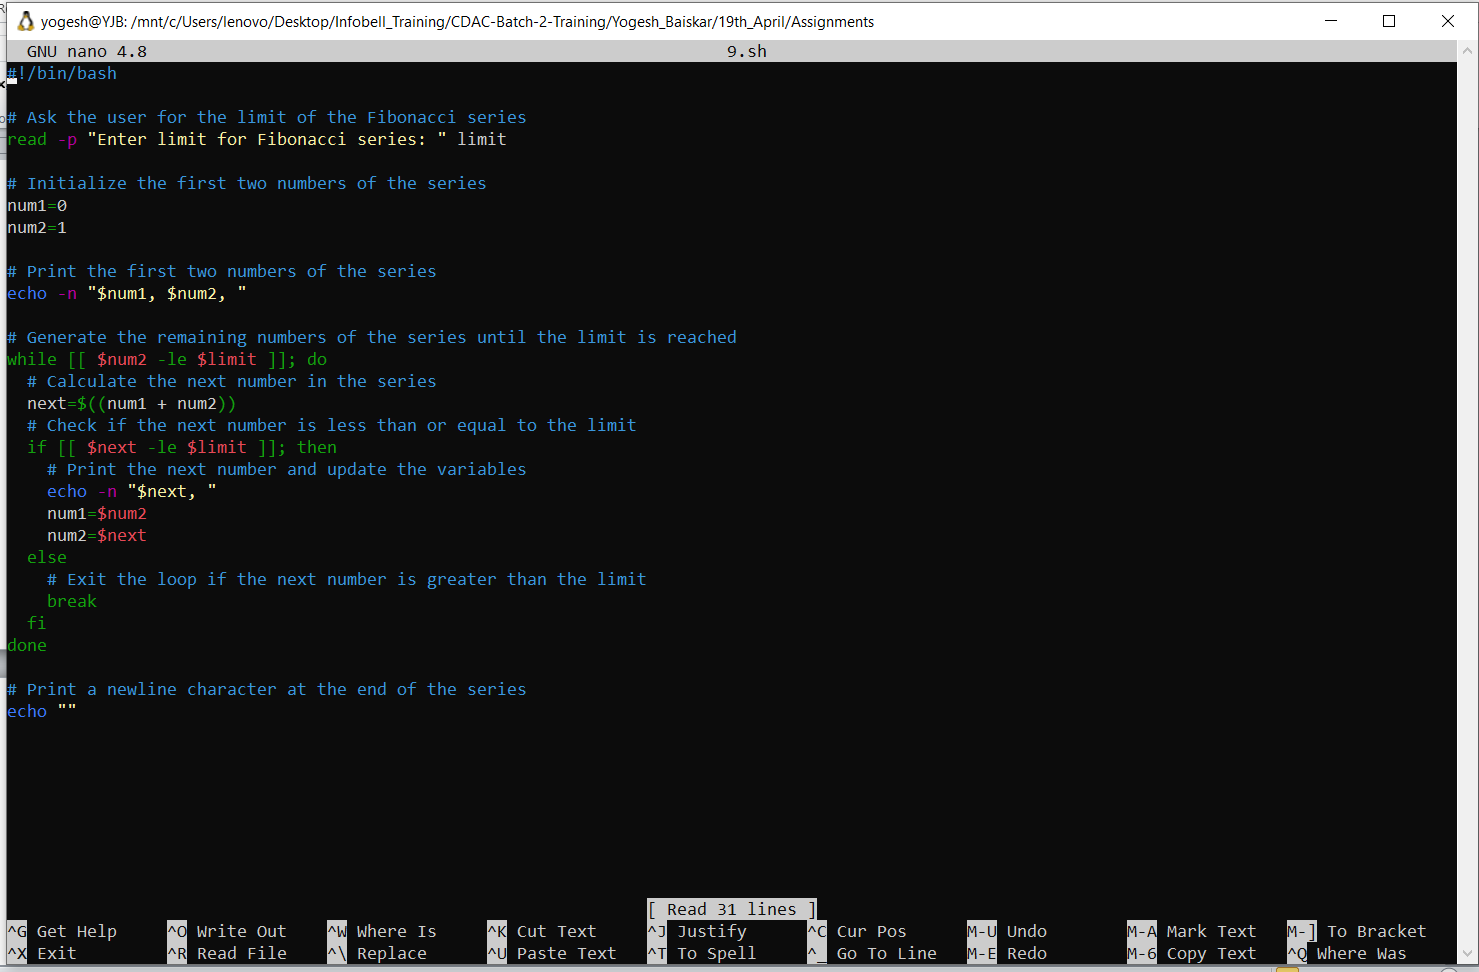 yogesh@YJB: /mnt/c/Users/lenovo/Desktop/Infobell_Training/CDAC-Batch-2-Training/Yogesh_Baiskar/19th_April/Assignments
GNU nano 4.8 9.sh
#!/bin/bash

# Ask the user for the limit of the Fibonacci series
read -p "Enter limit for Fibonacci series: " limit

# Initialize the first two numbers of the series
num1=0
num2=1

# Print the first two numbers of the series
echo -n "$num1, $num2, "

# Generate the remaining numbers of the series until the limit is reached
while [[ $num2 -le $limit ]]; do
  # Calculate the next number in the series
  next=$((num1 + num2))
  # Check if the next number is less than or equal to the limit
  if [[ $next -le $limit ]]; then
    # Print the next number and update the variables
    echo -n "$next, "
    num1=$num2
    num2=$next
  else
    # Exit the loop if the next number is greater than the limit
    break
  fi
done

# Print a newline character at the end of the series
echo ""

[ Read 31 lines ]
^G Get Help ^O Write Out ^W Where Is ^K Cut Text ^J Justify ^C Cur Pos M-U Undo M-A Mark Text M-] To Bracket
^X Exit ^R Read File ^\ Replace ^U Paste Text ^T To Spell ^_ Go To Line M-E Redo M-6 Copy Text ^Q Where Was